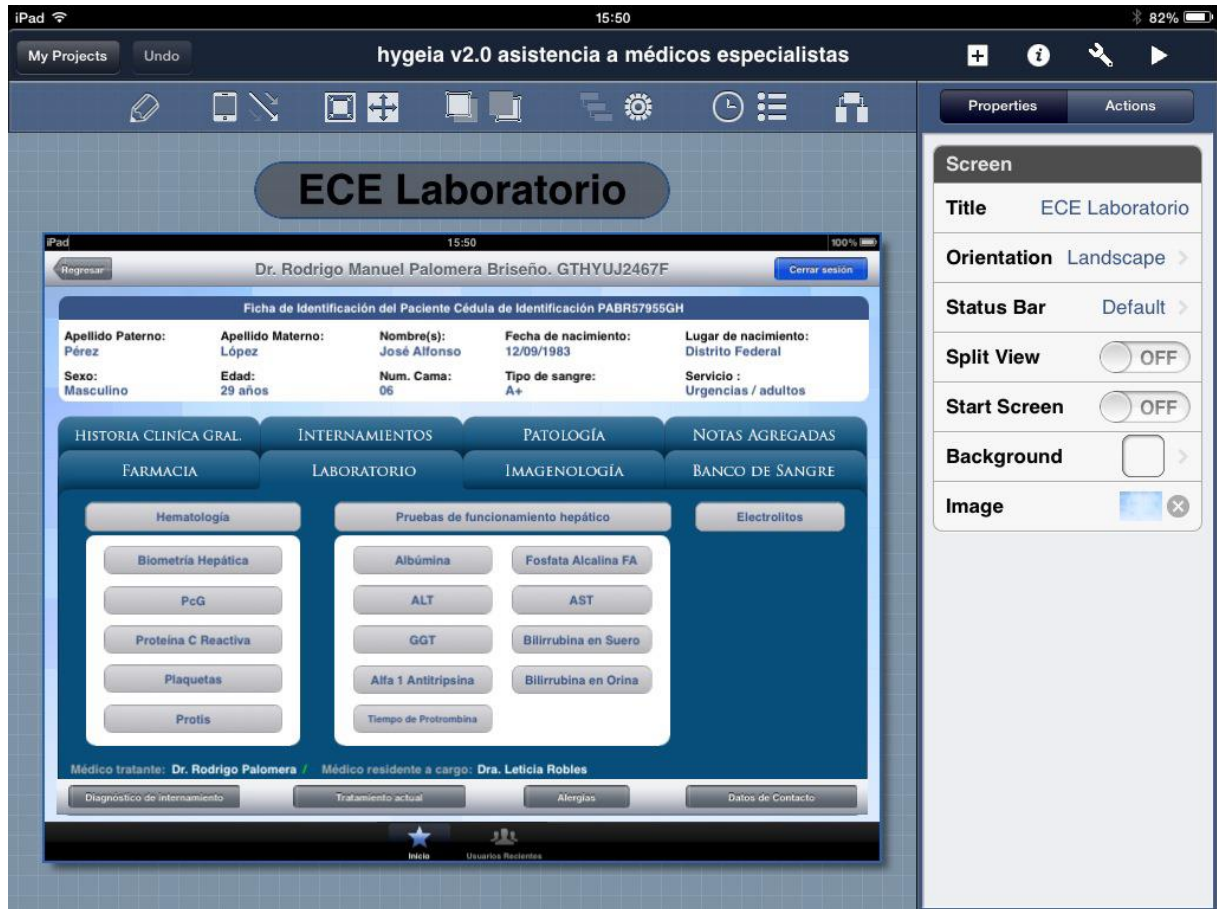 iPad 15:50 82%
My Projects Undo hygeia v2.0 asistencia a médicos especialistas
Properties Actions
ECE Laboratorio
Screen
Title ECE Laboratorio
Orientation Landscape
Status Bar Default
Split View OFF
Start Screen OFF
Background
Image
iPad 15:50 100%
Regresar Dr. Rodrigo Manuel Palomera Briseño. GTHYUJ2467F Cerrar sesión
Ficha de Identificación del Paciente Cédula de Identificación PABR57955GH
Apellido Paterno: Apellido Materno: Nombre(s): Fecha de nacimiento: Lugar de nacimiento:
Pérez López José Alfonso 12/09/1983 Distrito Federal
Sexo: Edad: Num. Cama: Tipo de sangre: Servicio :
Masculino 29 años 06 A+ Urgencias / adultos
Historia Cliníca Gral. Internamientos Patología Notas Agregadas
Farmacia Laboratorio Imagenología Banco de Sangre
Hematología Pruebas de funcionamiento hepático Electrolitos
Biometría Hepática Albúmina Fosfata Alcalina FA
PcG ALT AST
Proteína C Reactiva GGT Bilirrubina en Suero
Plaquetas Alfa 1 Antitripsina Bilirrubina en Orina
Protis Tiempo de Protrombina
Médico tratante: Dr. Rodrigo Palomera / Médico residente a cargo: Dra. Leticia Robles
Diagnóstico de internamiento Tratamiento actual Alergias Datos de Contacto
Inicio Usuarios Recientes